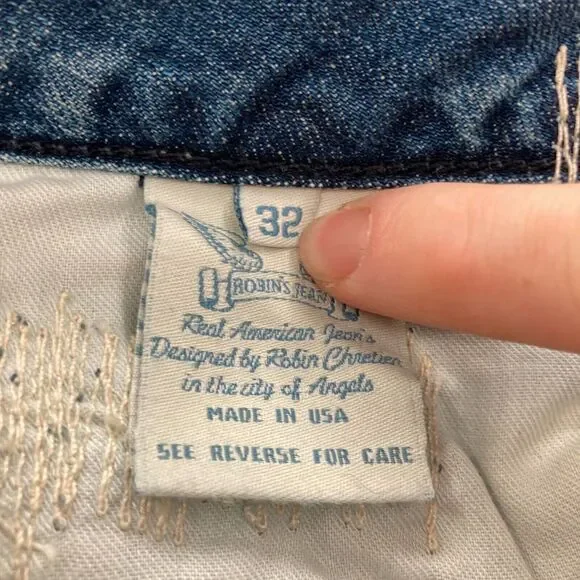 32
ROBIN'S JEAN
Real American Jean's
Designed by Robin Chretien
in the city of Angels
MADE IN USA
SEE REVERSE FOR CARE